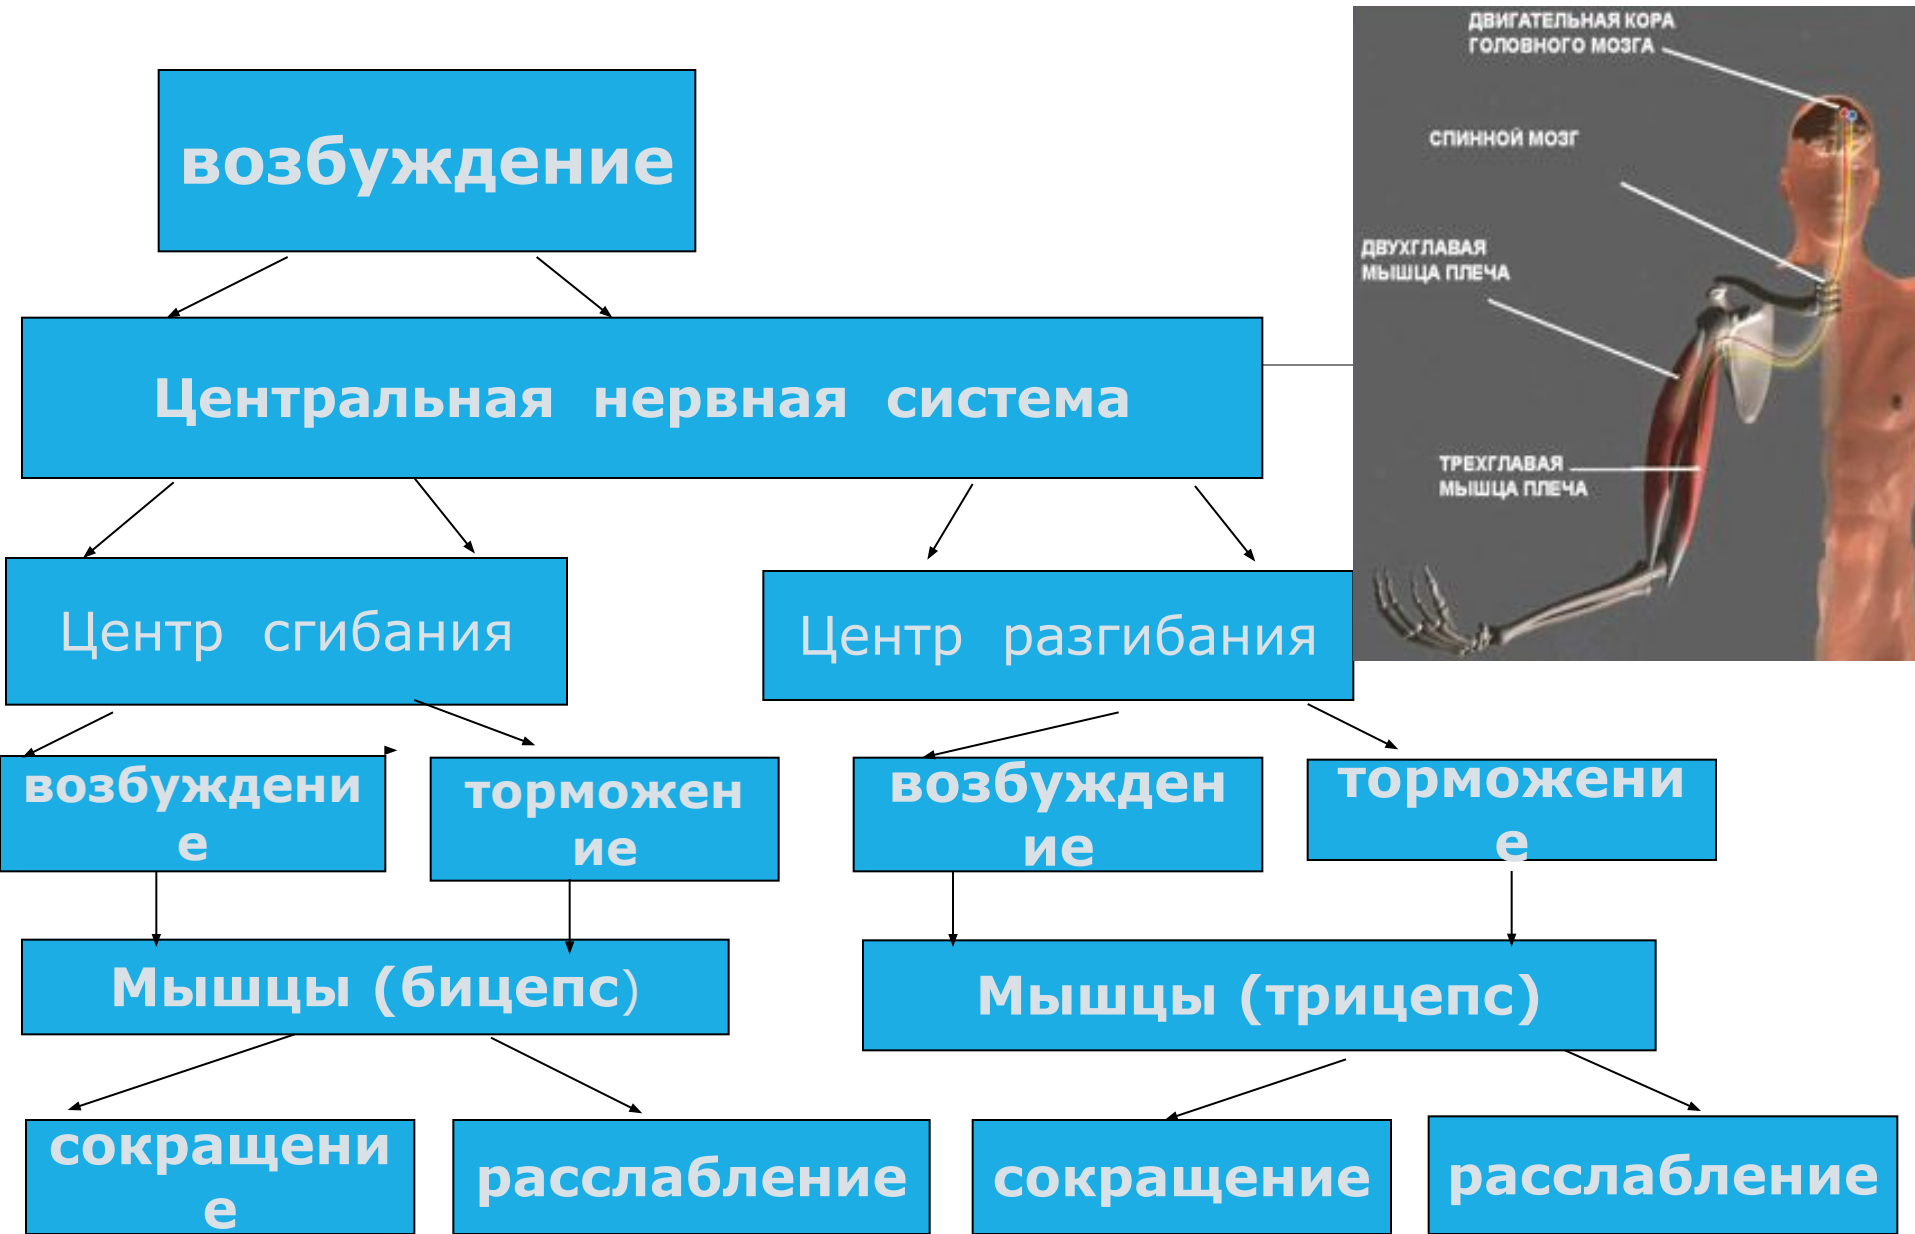 возбуждение
Центральная нервная система
Центр сгибания
Центр разгибания
возбуждени
е
торможен
ие
возбужден
ие
торможени
е
Мышцы (бицепс)
Мышцы (трицепс)
сокращени
е
расслабление
сокращение
расслабление
ДВИГАТЕЛЬНАЯ КОРА
ГОЛОВНОГО МОЗГА
СПИННОЙ МОЗГ
ДВУХГЛАВАЯ
МЫШЦА ПЛЕЧА
ТРЕХГЛАВАЯ
МЫШЦА ПЛЕЧА